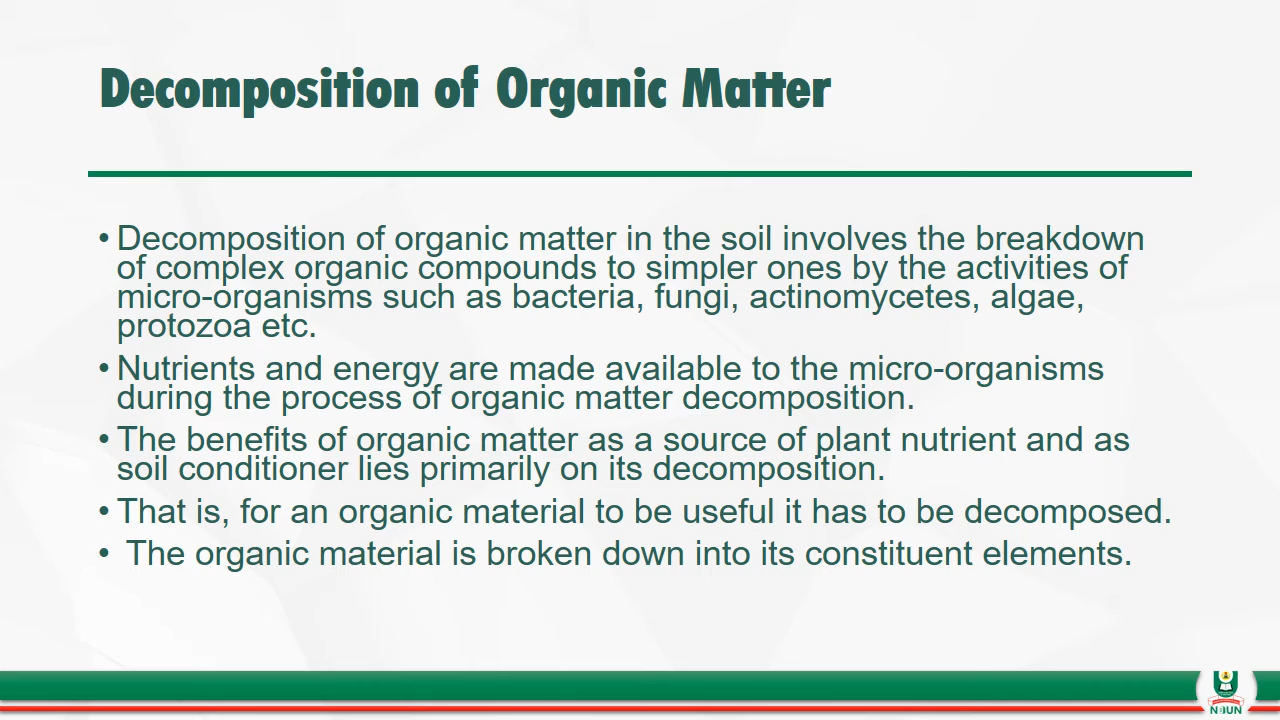 Decomposition of Organic Matter
• Decomposition of organic matter in the soil involves the breakdown
of complex organic compounds to simpler ones by the activities of
micro-organisms such as bacteria, fungi, actinomycetes, algae,
protozoa etc.
• Nutrients and energy are made available to the micro-organisms
during the process of organic matter decomposition.
• The benefits of organic matter as a source of plant nutrient and as
soil conditioner lies primarily on its decomposition.
• That is, for an organic material to be useful it has to be decomposed.
• The organic material is broken down into its constituent elements.